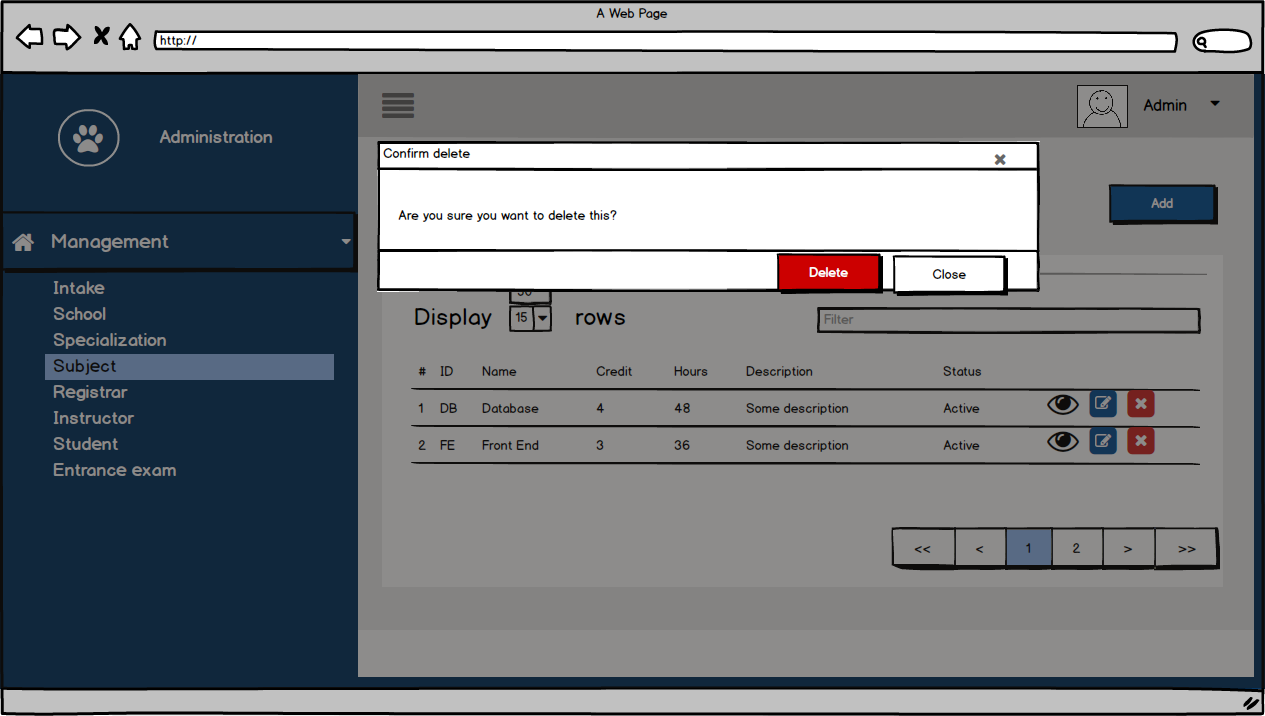 A Web Page
http://
Administration
Admin
Confirm delete
Are you sure you want to delete this?
Add
Management
Delete
Close
Intake
School
Specialization
Subject
Registrar
Instructor
Student
Entrance exam
Display 15 rows
Filter
# ID Name Credit Hours Description Status
1 DB Database 4 48 Some description Active
2 FE Front End 3 36 Some description Active
<< < 1 2 > >>